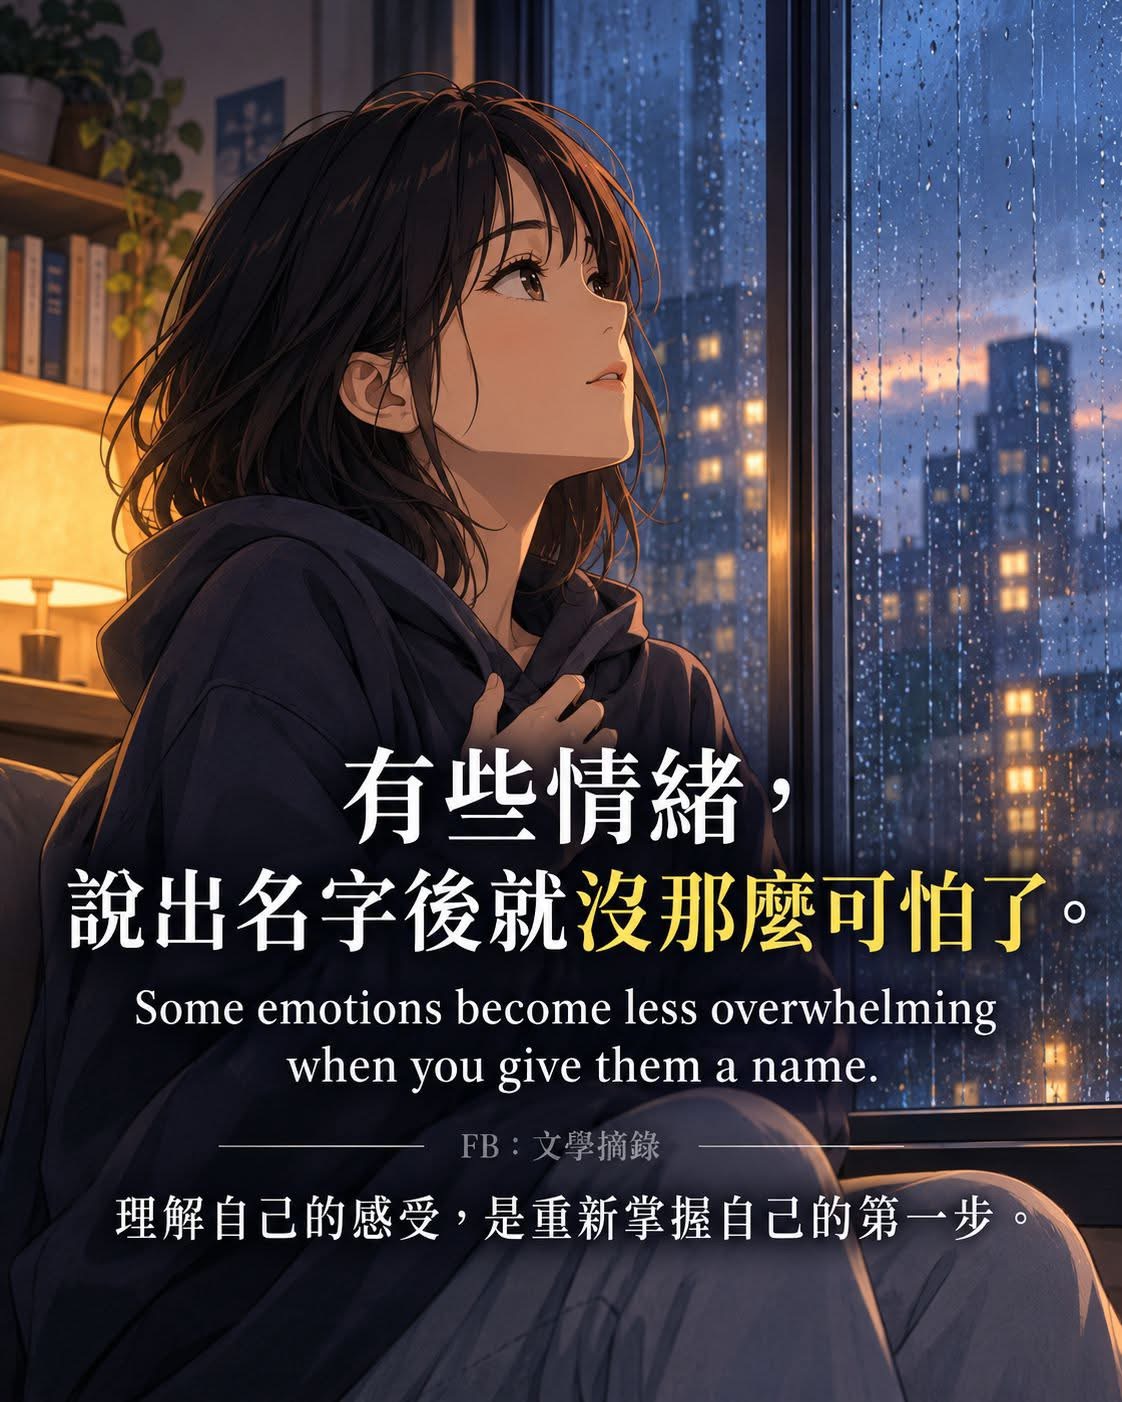 有些情緒，
說出名字後就沒那麼可怕了。
Some emotions become less overwhelming
when you give them a name.
FB：文學摘錄
理解自己的感受，是重新掌握自己的第一步。